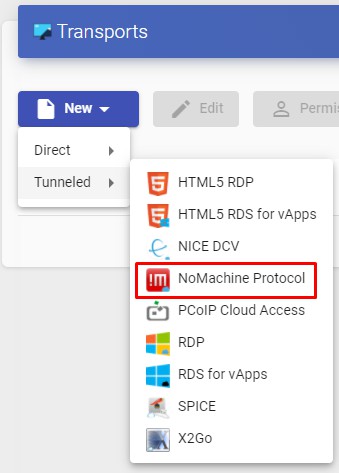 Transports
New
Edit
Permis
Direct
Tunneled
HTML5 RDP
HTML5 RDS for vApps
NICE DCV
!M NoMachine Protocol
PCoIP Cloud Access
RDP
RDS for vApps
SPICE
X2Go